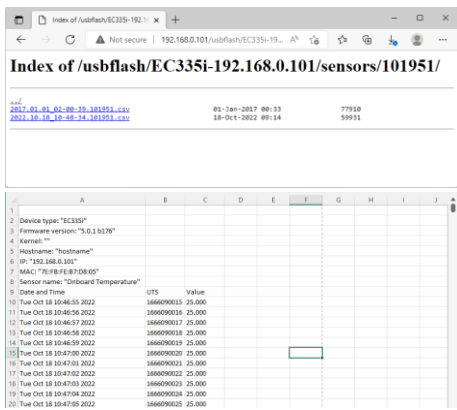 Index of /usbflash/EC335i-192.16
Not secure 192.168.0.101/usbflash/EC335i-19...
Index of /usbflash/EC335i-192.168.0.101/sensors/101951/
../
2017.01.01_02-00-39.101951.csv 01-Jan-2017 00:33 77910
2022.10.18_10-48-34.101951.csv 18-Oct-2022 09:14 59931
A B C D E F G H I J
1
2 Device type: "EC335i"
3 Firmware version: "5.0.1 b176"
4 Kernel: ""
5 Hostname: "hostname"
6 IP: "192.168.0.101"
7 MAC: "7E:FB:FE:B7:D8:05"
8 Sensor name: "Onboard Temperature"
9 Date and Time UTS Value
10 Tue Oct 18 10:46:55 2022 1666090015 25.000
11 Tue Oct 18 10:46:56 2022 1666090016 25.000
12 Tue Oct 18 10:46:57 2022 1666090017 25.000
13 Tue Oct 18 10:46:58 2022 1666090018 25.000
14 Tue Oct 18 10:46:59 2022 1666090019 25.000
15 Tue Oct 18 10:47:00 2022 1666090020 25.000
16 Tue Oct 18 10:47:01 2022 1666090021 25.000
17 Tue Oct 18 10:47:02 2022 1666090022 25.000
18 Tue Oct 18 10:47:03 2022 1666090023 25.000
19 Tue Oct 18 10:47:04 2022 1666090024 25.000
20 Tue Oct 18 10:47:05 2022 1666090025 25.000